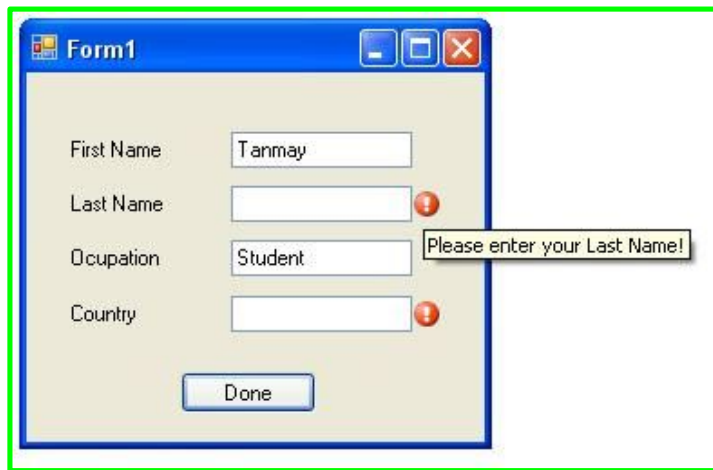 Form1
First Name Tanmay
Last Name
Please enter your Last Name!
Ocupation Student
Country
Done